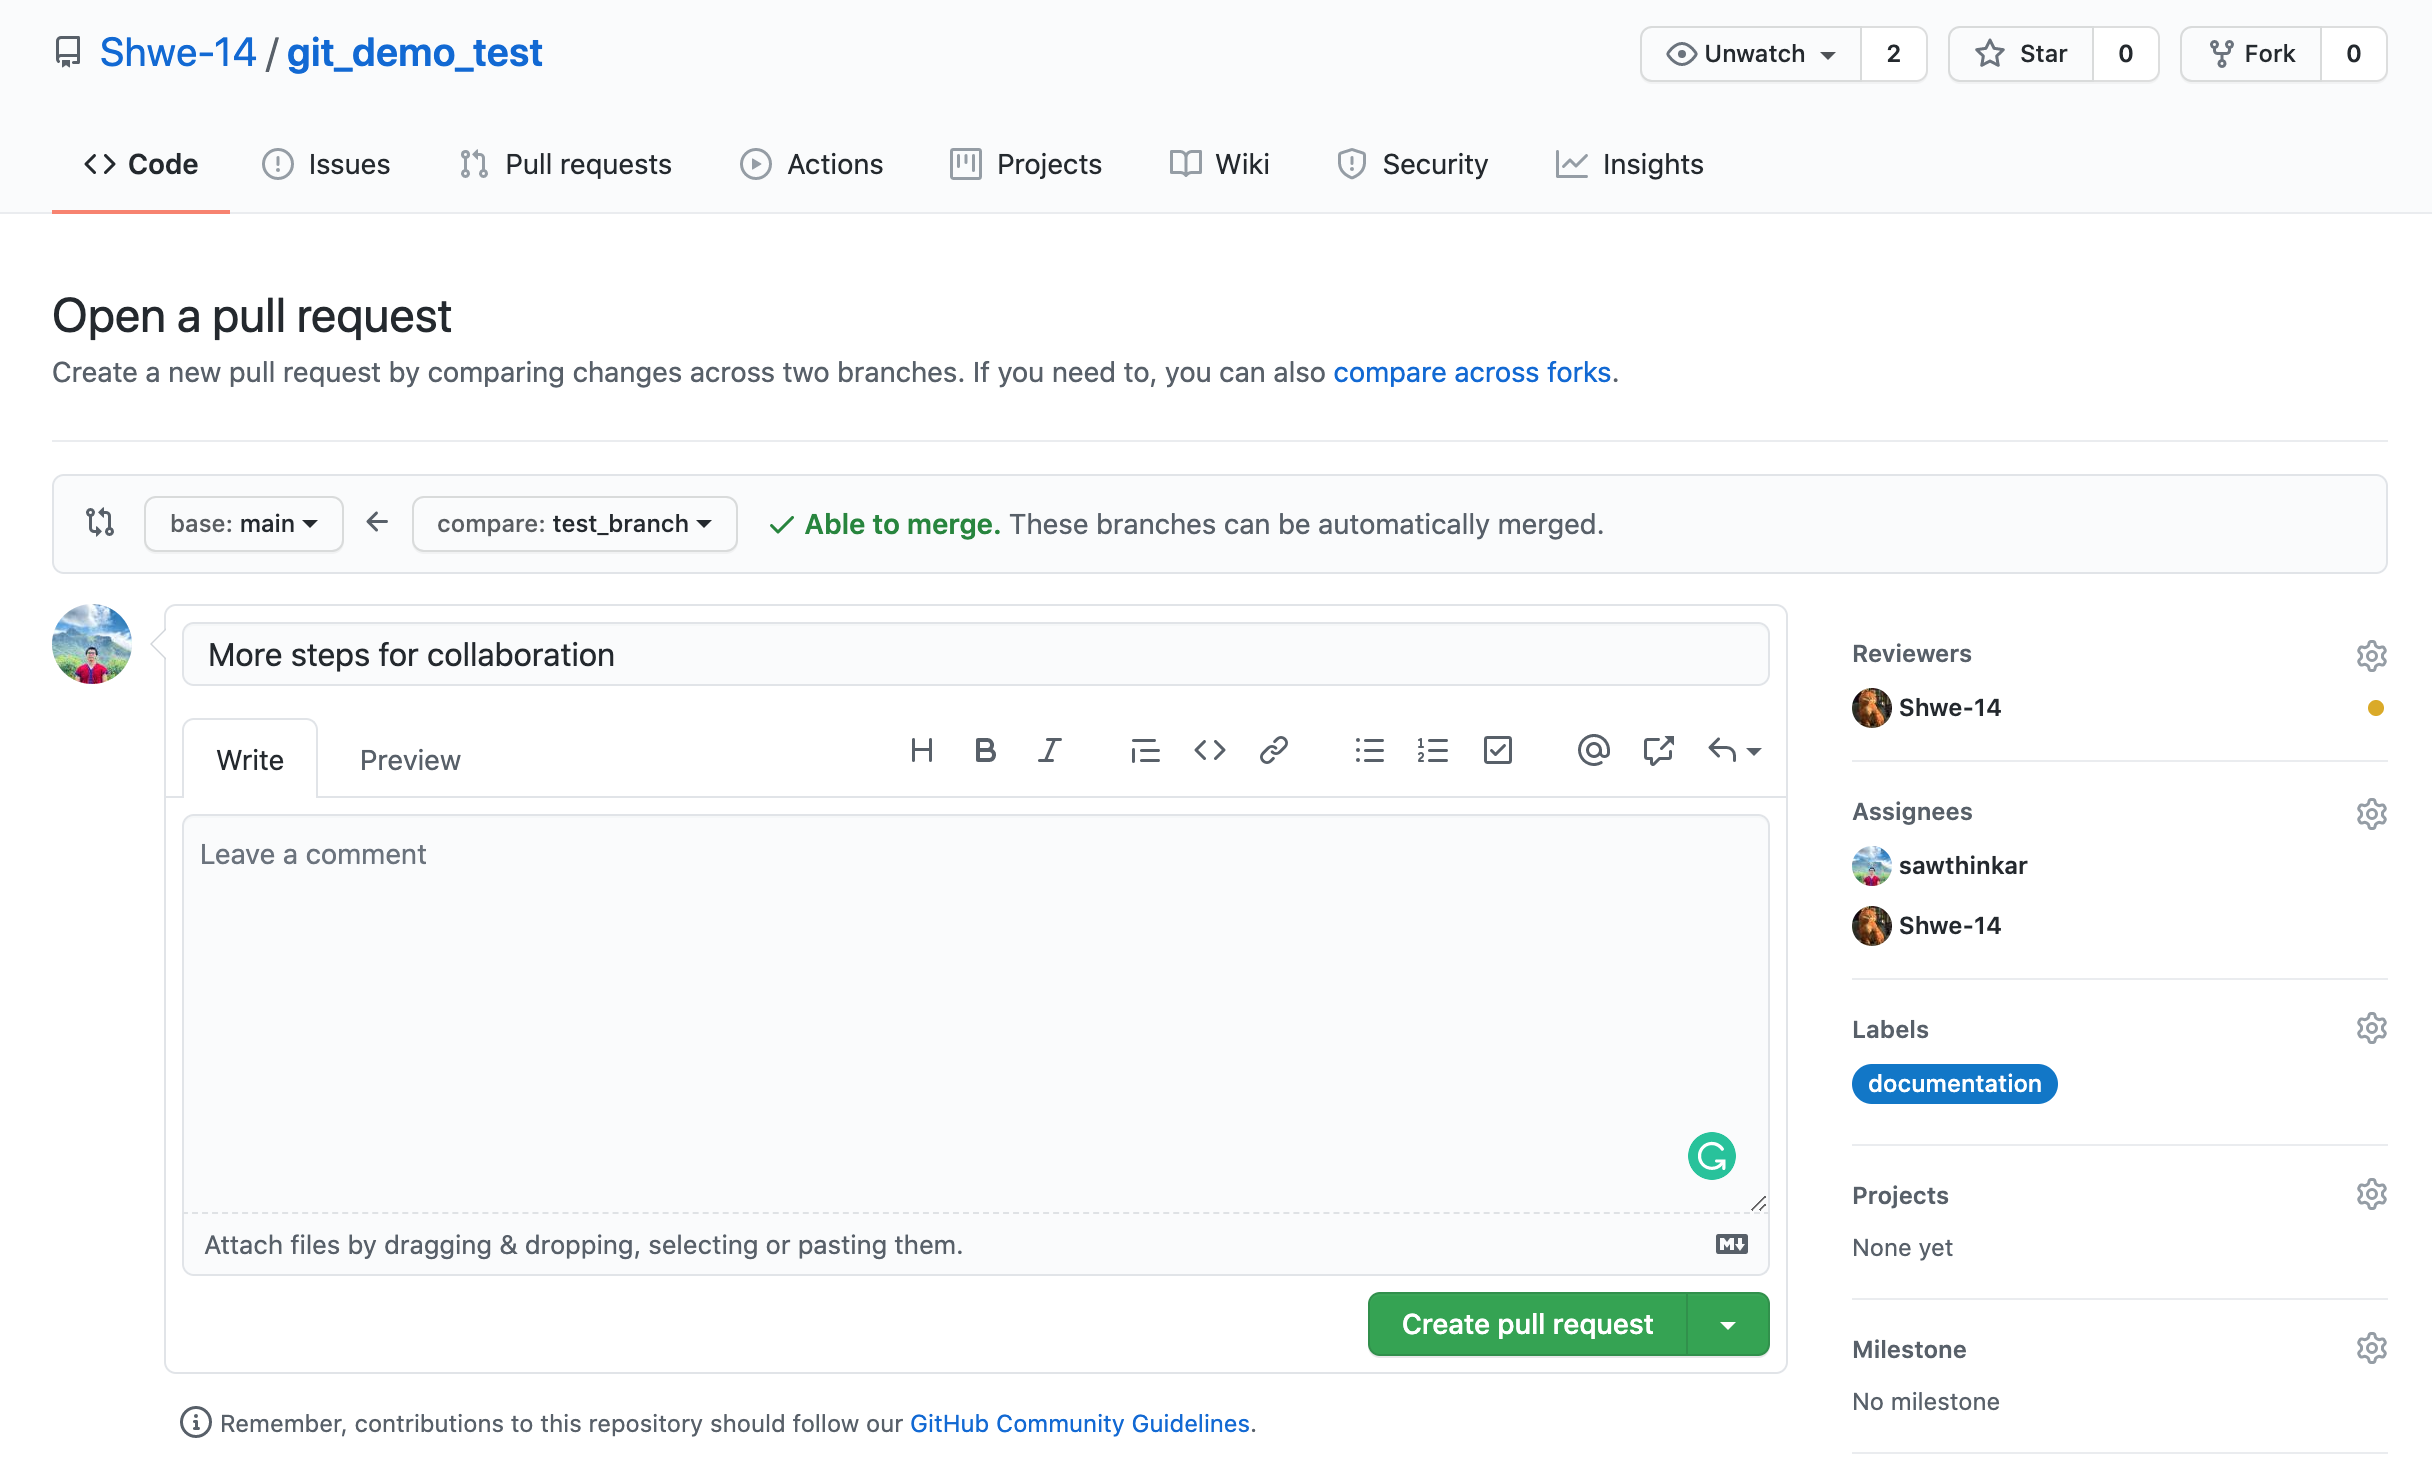 Shwe-14 / git_demo_test
Unwatch 2 Star 0 Fork 0
Code Issues Pull requests Actions Projects Wiki Security Insights
Open a pull request
Create a new pull request by comparing changes across two branches. If you need to, you can also compare across forks.
base: main compare: test_branch Able to merge. These branches can be automatically merged.
More steps for collaboration
Write Preview
Leave a comment
Attach files by dragging & dropping, selecting or pasting them.
Create pull request
Remember, contributions to this repository should follow our GitHub Community Guidelines.
Reviewers
Shwe-14
Assignees
sawthinkar
Shwe-14
Labels
documentation
Projects
None yet
Milestone
No milestone